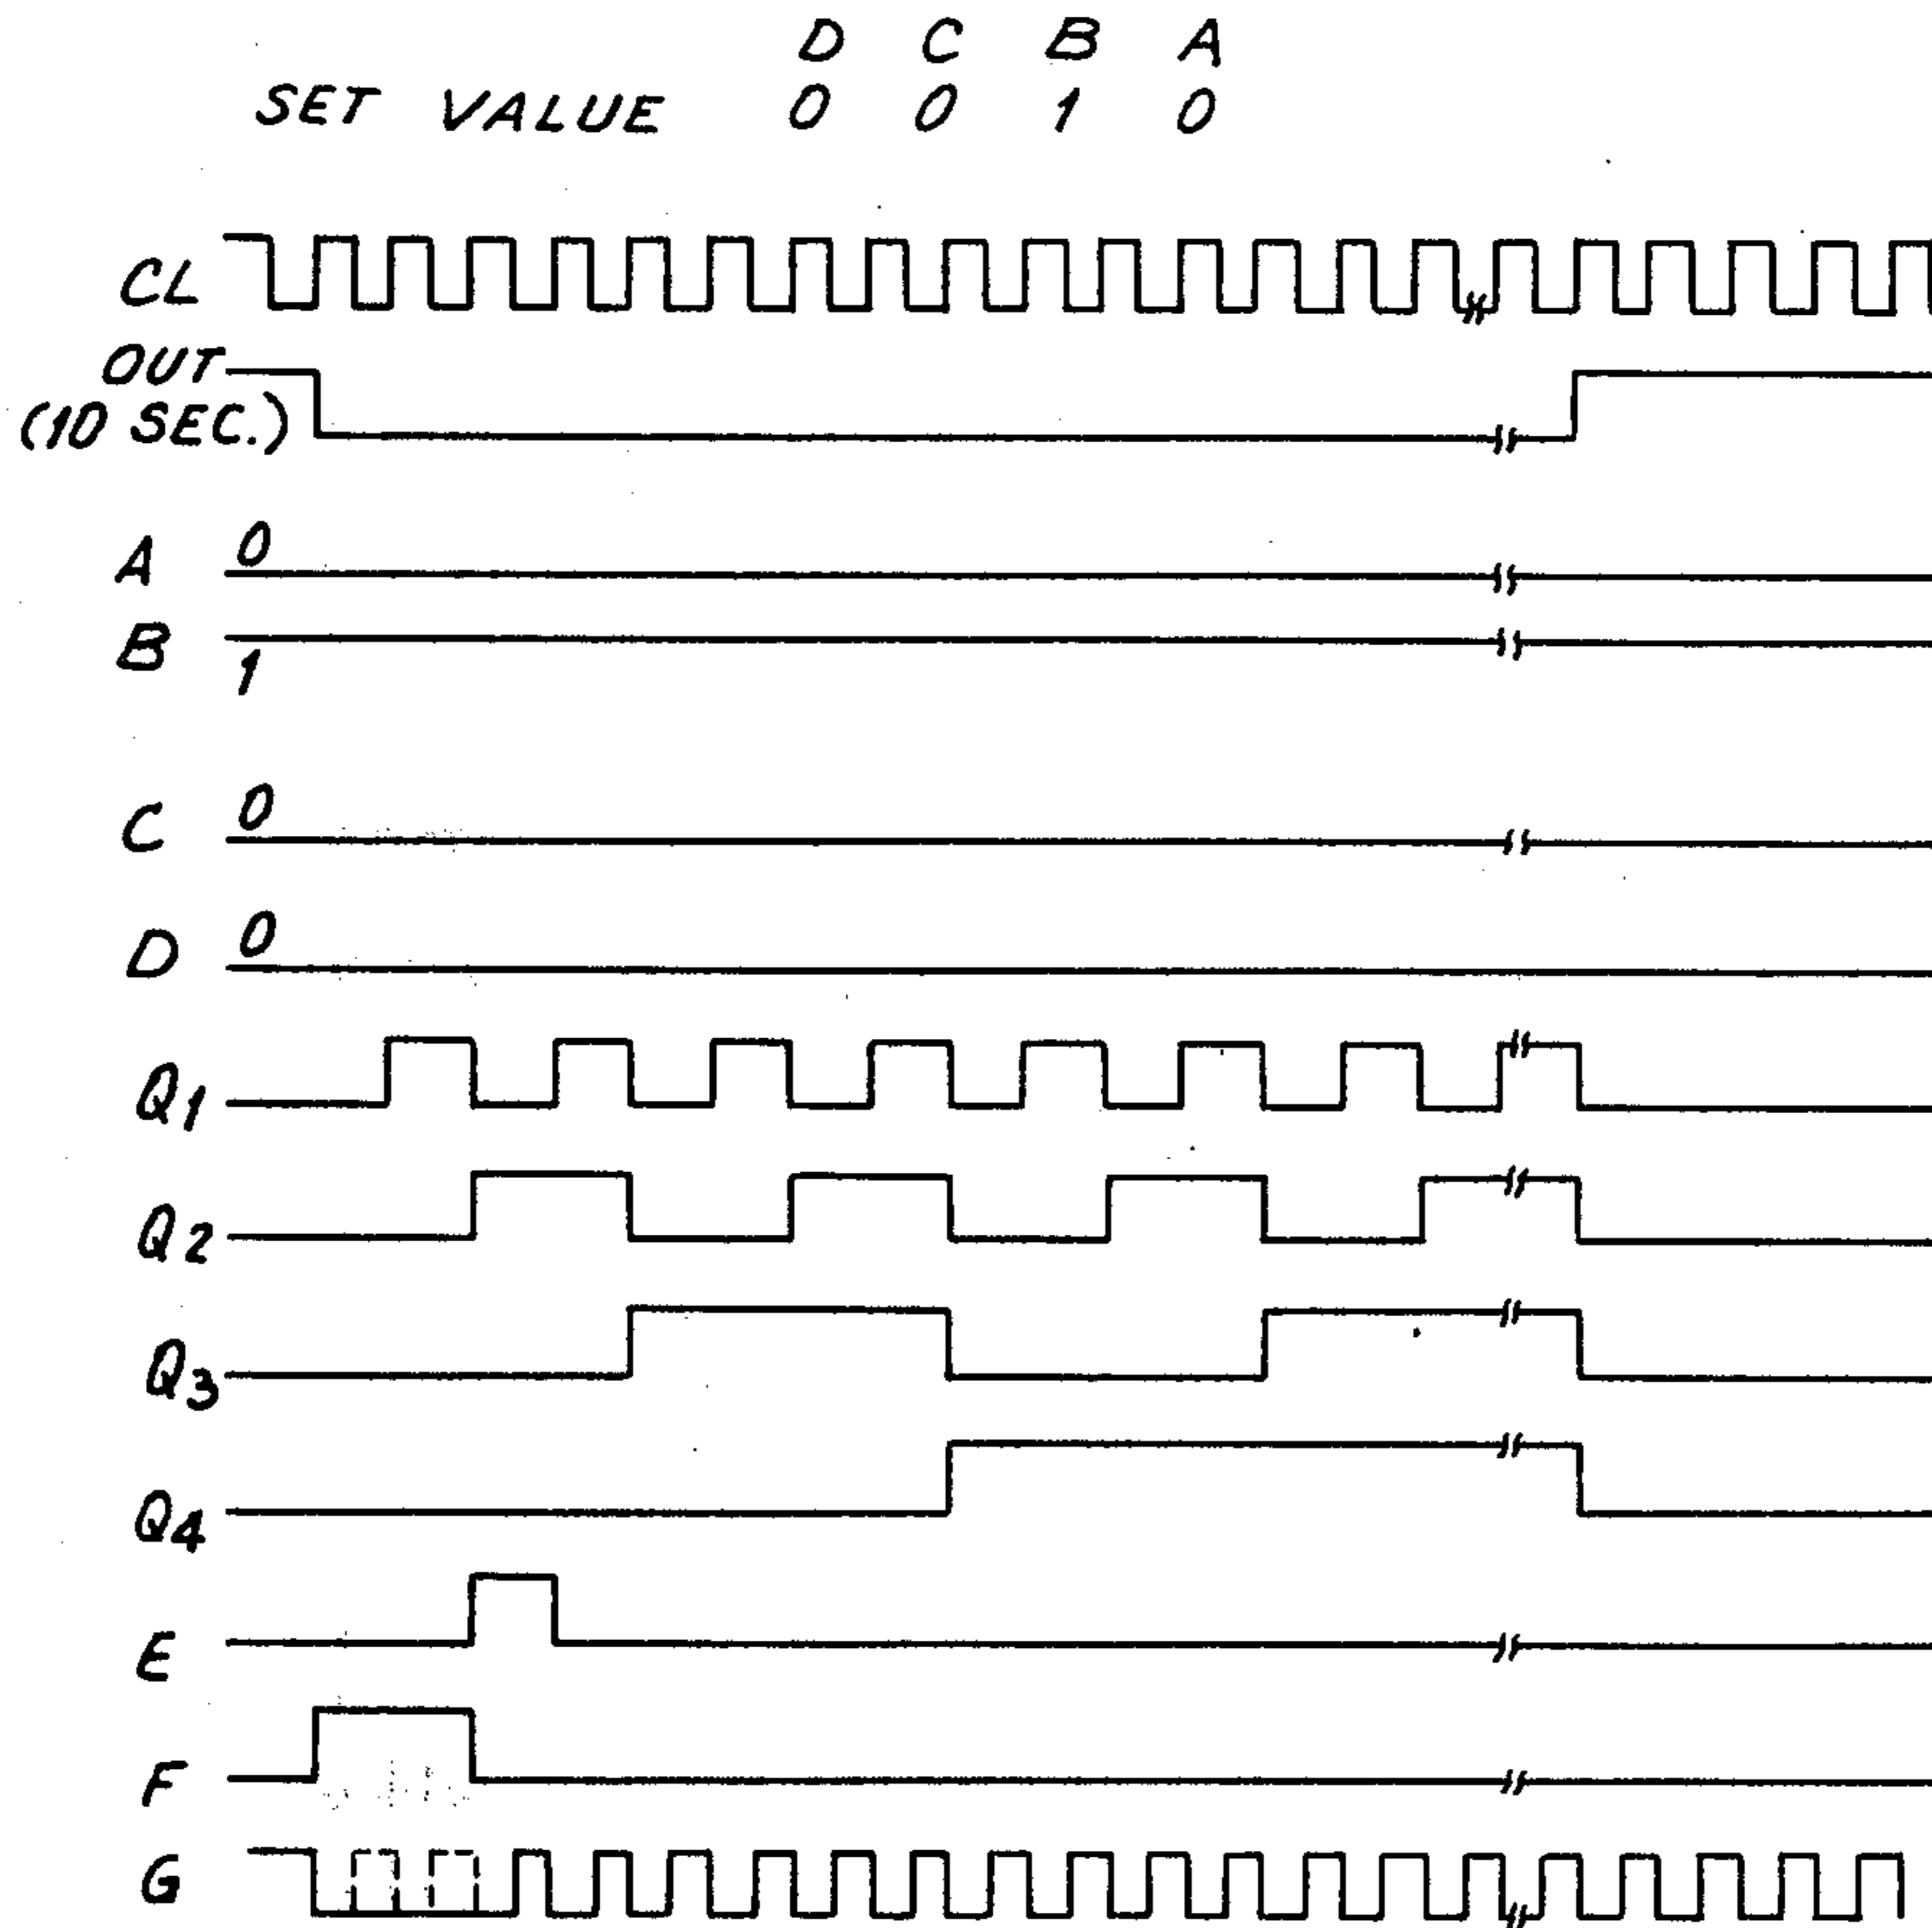 D C B A
SET VALUE 0 0 1 0
CL
OUT
(10 SEC.)
A 0
B 1
C 0
D 0
Q1
Q2
Q3
Q4
E
F
G